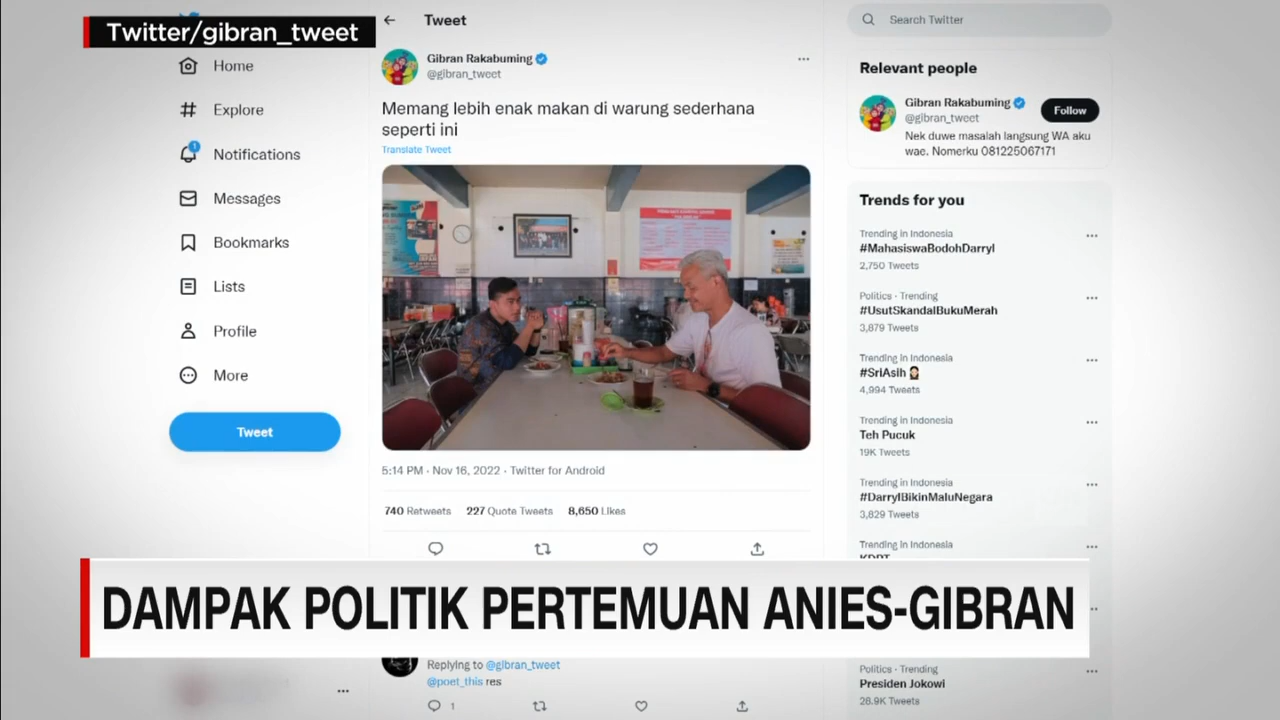 Twitter/gibran_tweet
Home
Explore
1
Notifications
Messages
Bookmarks
Lists
Profile
More
Tweet
Tweet
Gibran Rakabuming
@gibran_tweet
Memang lebih enak makan di warung sederhana
seperti ini
Translate Tweet
5:14 PM · Nov 16, 2022 · Twitter for Android
740 Retweets 227 Quote Tweets 8,650 Likes
Search Twitter
Relevant people
Gibran Rakabuming
@gibran_tweet
Follow
Nek duwe masalah langsung WA aku
wae. Nomerku 081225067171
Trends for you
Trending in Indonesia
#MahasiswaBodohDarryl
2,750 Tweets
Politics · Trending
#UsutSkandalBukuMerah
3,879 Tweets
Trending in Indonesia
#SriAsih
4,994 Tweets
Trending in Indonesia
Teh Pucuk
19K Tweets
Trending in Indonesia
#DarrylBikinMaluNegara
3,829 Tweets
Trending in Indonesia
DAMPAK POLITIK PERTEMUAN ANIES-GIBRAN
Replying to @gibran_tweet
@poet_this res
1
Politics · Trending
Presiden Jokowi
28.9K Tweets